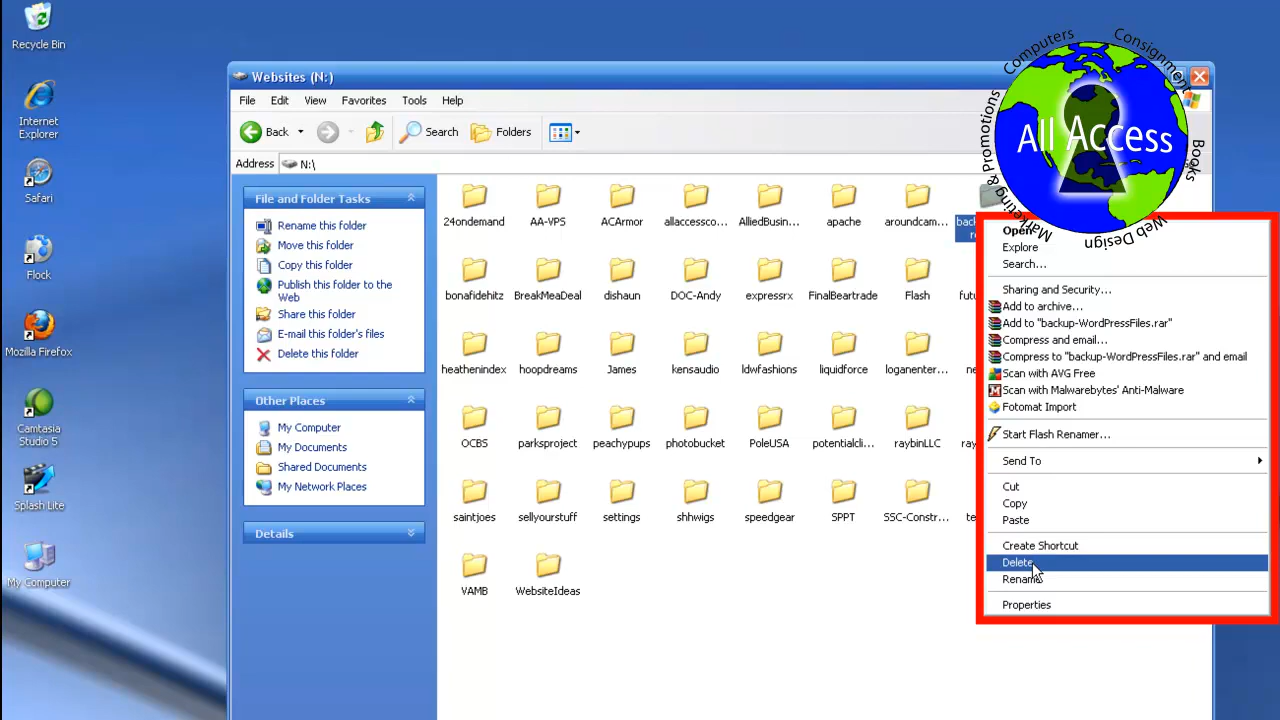 Recycle Bin
Internet
Explorer
Safari
Flock
Mozilla Firefox
Camtasia
Studio 5
Splash Lite
My Computer
Websites (N:)
File Edit View Favorites Tools Help
Back Search Folders
Address N:\
File and Folder Tasks
Rename this folder
Move this folder
Copy this folder
Publish this folder to the
Web
Share this folder
E-mail this folder's files
Delete this folder
Other Places
My Computer
My Documents
Shared Documents
My Network Places
Details
24ondemand AA-VPS ACArmor allaccessco... AlliedBusin... apache aroundcam...
bonafidehitz BreakMeaDeal dishaun DOC-Andy expressrx FinalBeartrade Flash
heathenindex hoopdreams James kensaudio ldwfashions liquidforce loganenter...
OCBS parksproject peachypups photobucket PoleUSA potentialcli... raybinLLC
saintjoes sellyourstuff settings shhwigs speedgear SPPT SSC-Constr...
VAMB WebsiteIdeas
Computers
Consignment
Books
Web Design
Marketing & Promotions
All Access
Open
Explore
Search...
Sharing and Security...
Add to archive...
Add to "backup-WordPressFiles.rar"
Compress and email...
Compress to "backup-WordPressFiles.rar" and email
Scan with AVG Free
Scan with Malwarebytes' Anti-Malware
Fotomat Import
Start Flash Renamer...
Send To
Cut
Copy
Paste
Create Shortcut
Delete
Rename
Properties